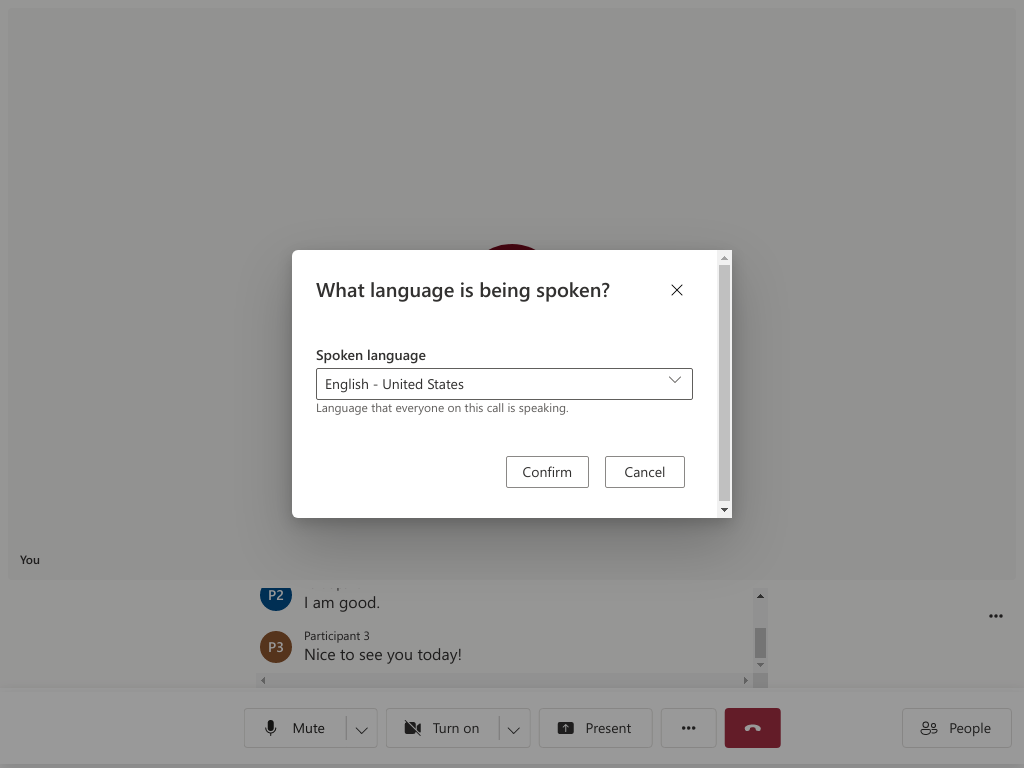 What language is being spoken?
Spoken language
English - United States
Language that everyone on this call is speaking.
Confirm
Cancel
You
P2
I am good.
P3
Participant 3
Nice to see you today!
Mute
Turn on
Present
People